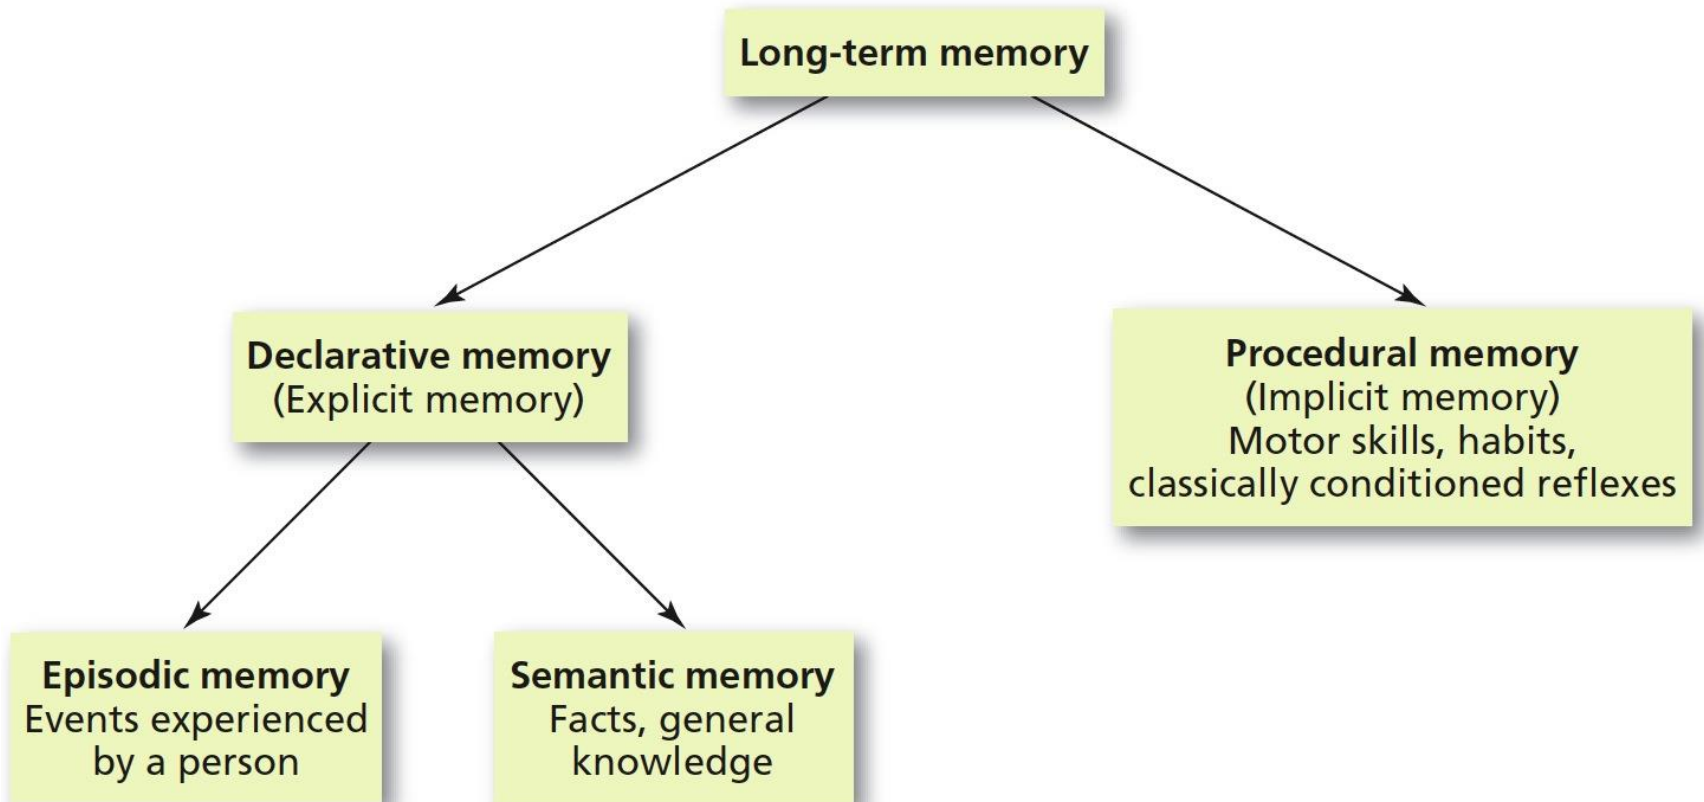 Long-term memory
Declarative memory
(Explicit memory)
Procedural memory
(Implicit memory)
Motor skills, habits,
classically conditioned reflexes
Episodic memory
Events experienced
by a person
Semantic memory
Facts, general
knowledge